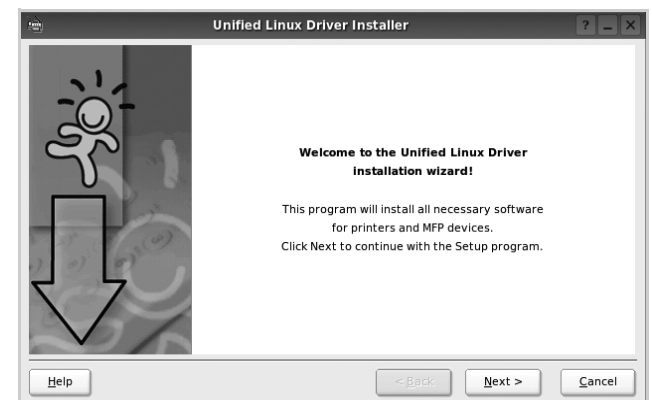 Unified Linux Driver Installer
Welcome to the Unified Linux Driver
installation wizard!
This program will install all necessary software
for printers and MFP devices.
Click Next to continue with the Setup program.
Help
< Back
Next >
Cancel